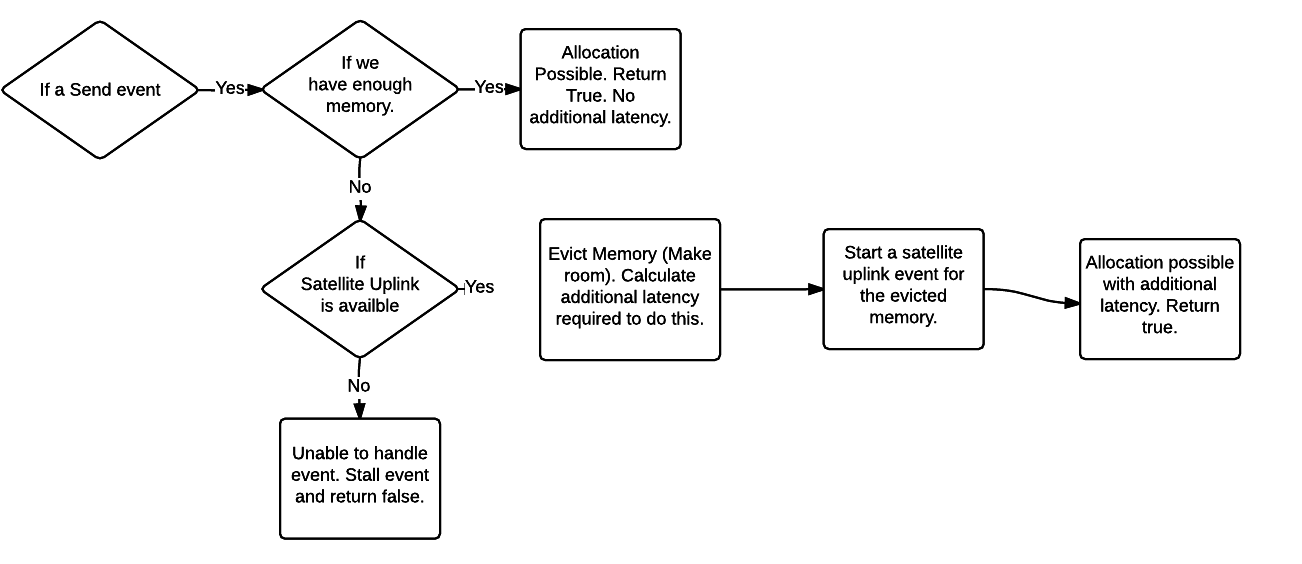 If a Send event
Yes
If we
have enough
memory.
Yes
Allocation
Possible. Return
True. No
additional latency.
No
If
Satellite Uplink
is availble
Yes
Evict Memory (Make
room). Calculate
additional latency
required to do this.
Start a satellite
uplink event for
the evicted
memory.
Allocation possible
with additional
latency. Return
true.
No
Unable to handle
event. Stall event
and return false.